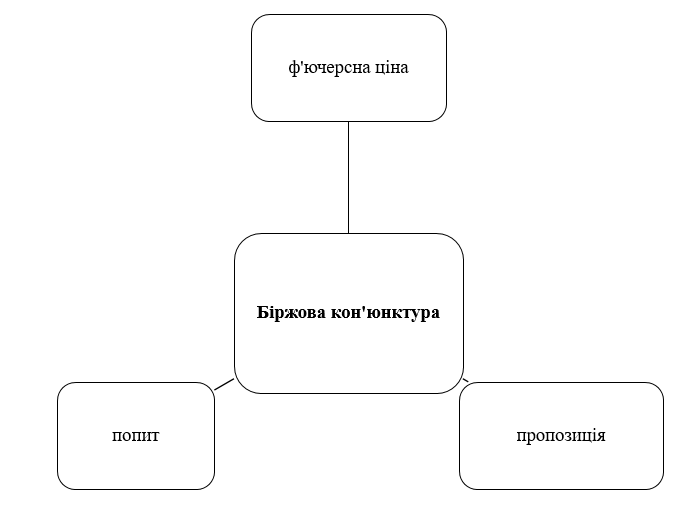 ф'ючерсна ціна
Біржова кон'юнктура
попит
пропозиція